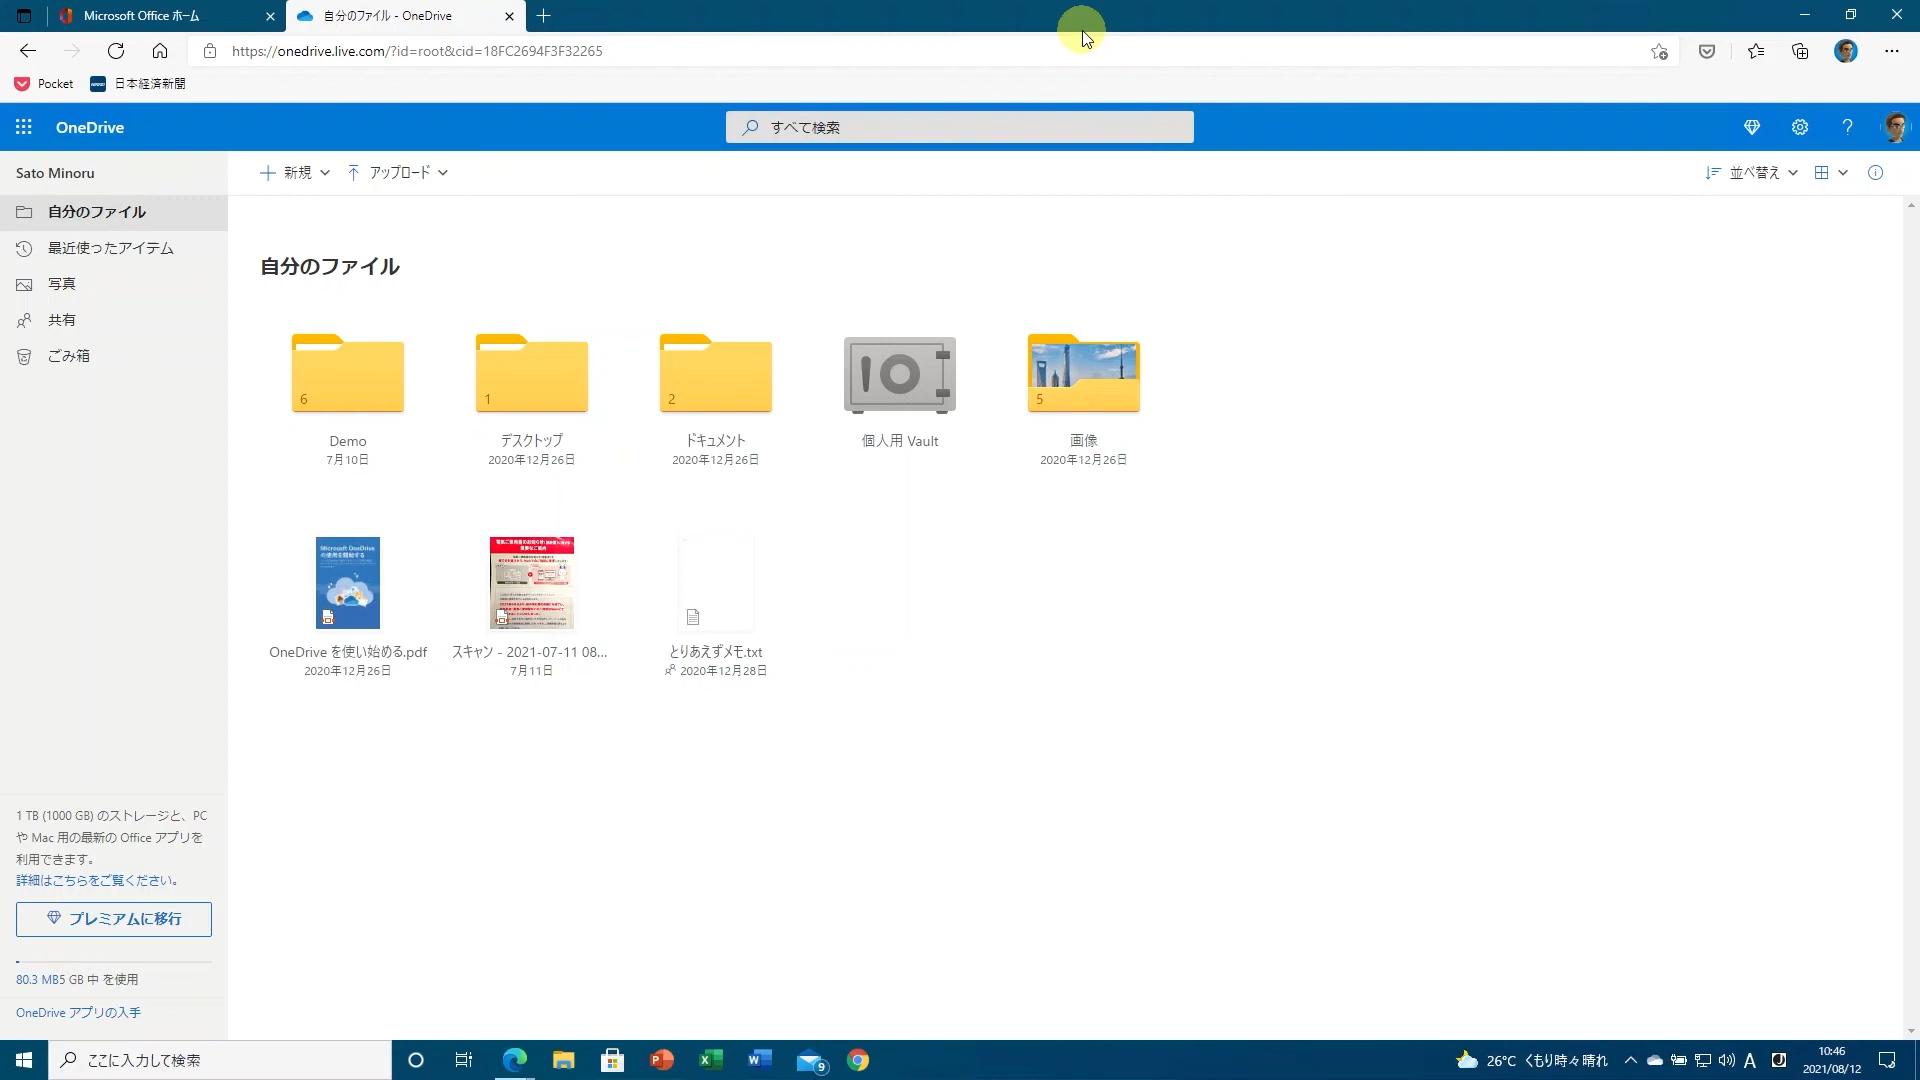 Microsoft Office ホーム
自分のファイル - OneDrive
https://onedrive.live.com/?id=root&cid=18FC2694F3F32265
Pocket
日本経済新聞
OneDrive
すべて検索
Sato Minoru
新規
アップロード
並べ替え
自分のファイル
最近使ったアイテム
写真
共有
ごみ箱
自分のファイル
6
1
2
5
Demo
デスクトップ
ドキュメント
個人用 Vault
画像
7月10日
2020年12月26日
2020年12月26日
2020年12月26日
Microsoft OneDrive
の使用を開始する
OneDrive を使い始める.pdf
スキャン - 2021-07-11 08...
とりあえずメモ.txt
2020年12月26日
7月11日
2020年12月28日
1 TB (1000 GB) のストレージと、PC
や Mac 用の最新の Office アプリを
利用できます。
詳細はこちらをご覧ください。
プレミアムに移行
80.3 MB5 GB 中 を使用
OneDrive アプリの入手
ここに入力して検索
9
26°C くもり時々晴れ
A
10:46
2021/08/12